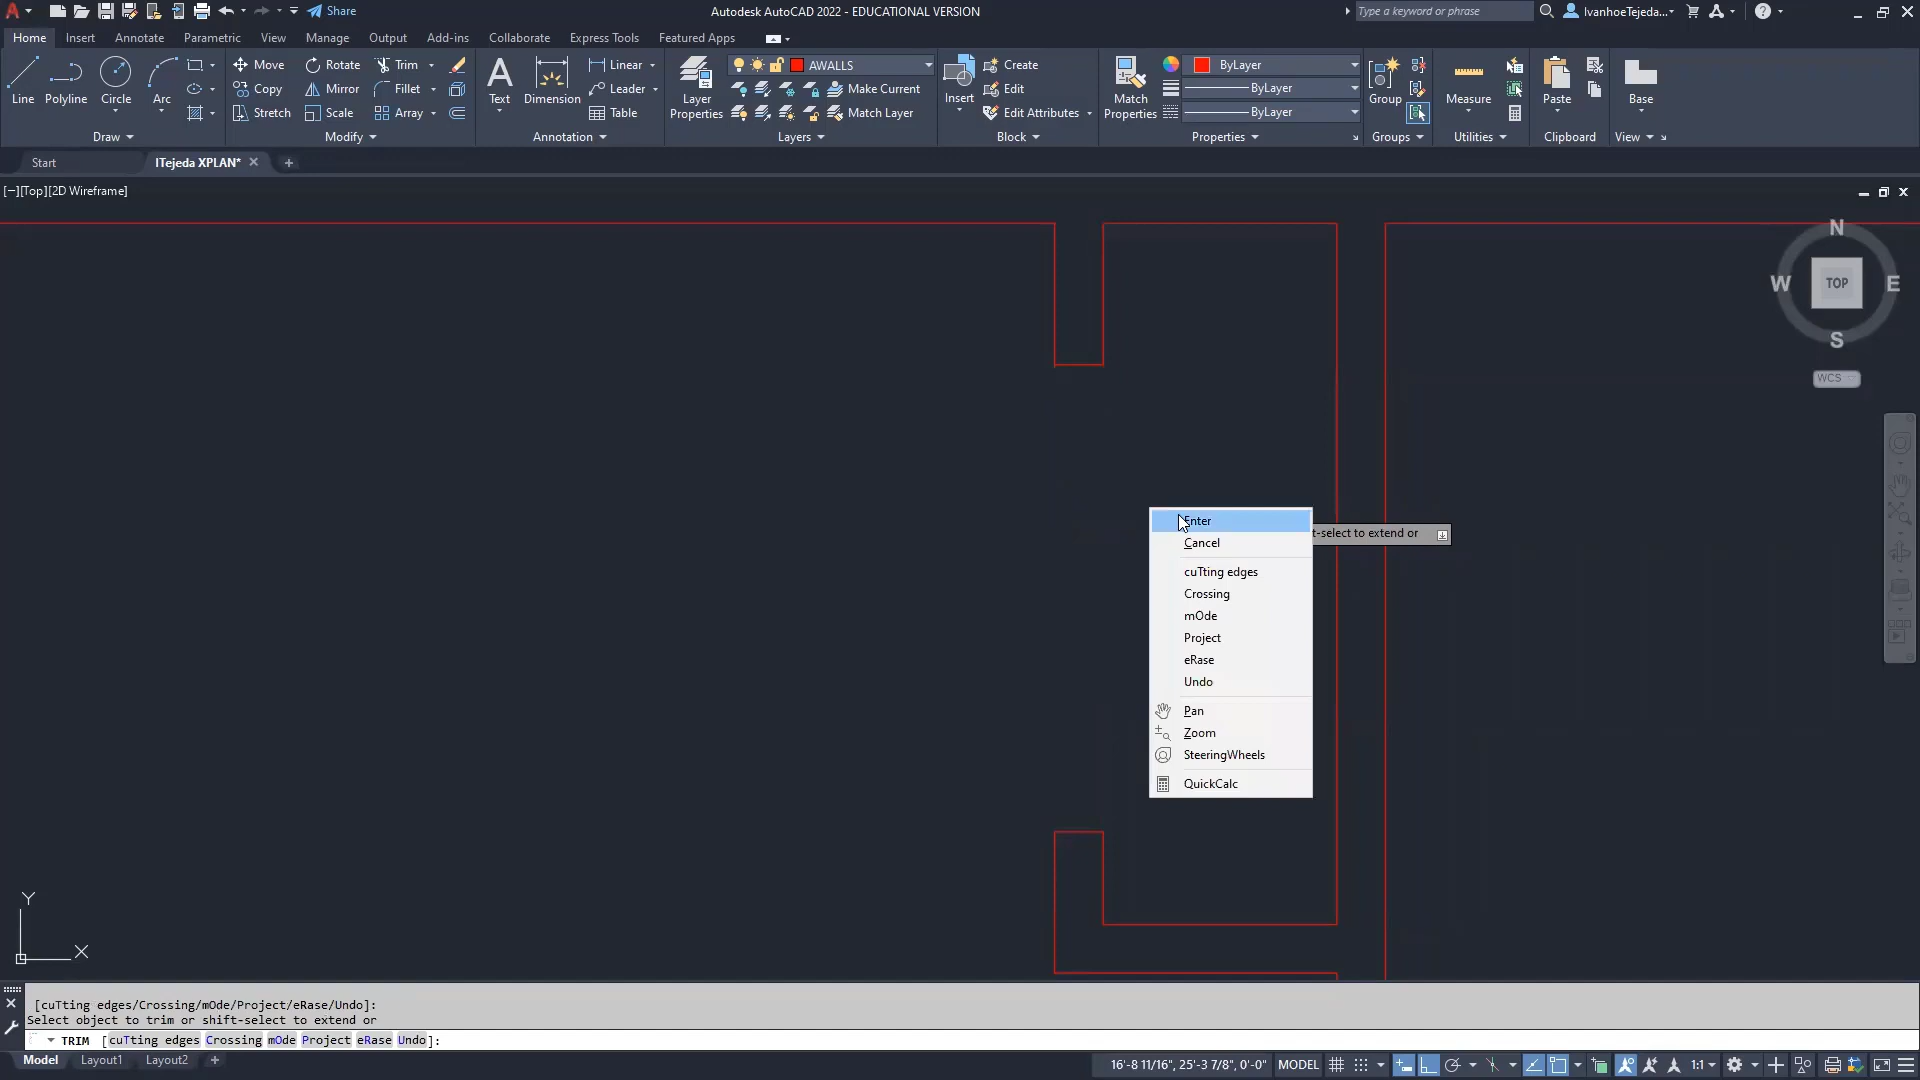 Share
Autodesk AutoCAD 2022 - EDUCATIONAL VERSION
Type a keyword or phrase
IvanhoeTejeda...
Home Insert Annotate Parametric View Manage Output Add-ins Collaborate Express Tools Featured Apps
Line Polyline Circle Arc
Move Rotate Trim
Copy Mirror Fillet
Stretch Scale Array
Text Dimension
Linear
Leader
Table
Layer Properties
AWALLS
Make Current
Match Layer
Insert
Create
Edit
Edit Attributes
Match Properties
ByLayer
ByLayer
ByLayer
Group
Measure
Paste
Base
Draw Modify Annotation Layers Block Properties Groups Utilities Clipboard View
Start ITejeda XPLAN*
[−][Top][2D Wireframe]
N
W TOP E
S
WCS
Enter
t-select to extend or
Cancel
cuTting edges
Crossing
mOde
Project
eRase
Undo
Pan
Zoom
SteeringWheels
QuickCalc
Y
X
[cuTting edges/Crossing/mOde/Project/eRase/Undo]:
Select object to trim or shift-select to extend or
TRIM [cuTting edges Crossing mOde Project eRase Undo]:
Model Layout1 Layout2
16'-8 11/16", 25'-3 7/8", 0'-0" MODEL 1:1